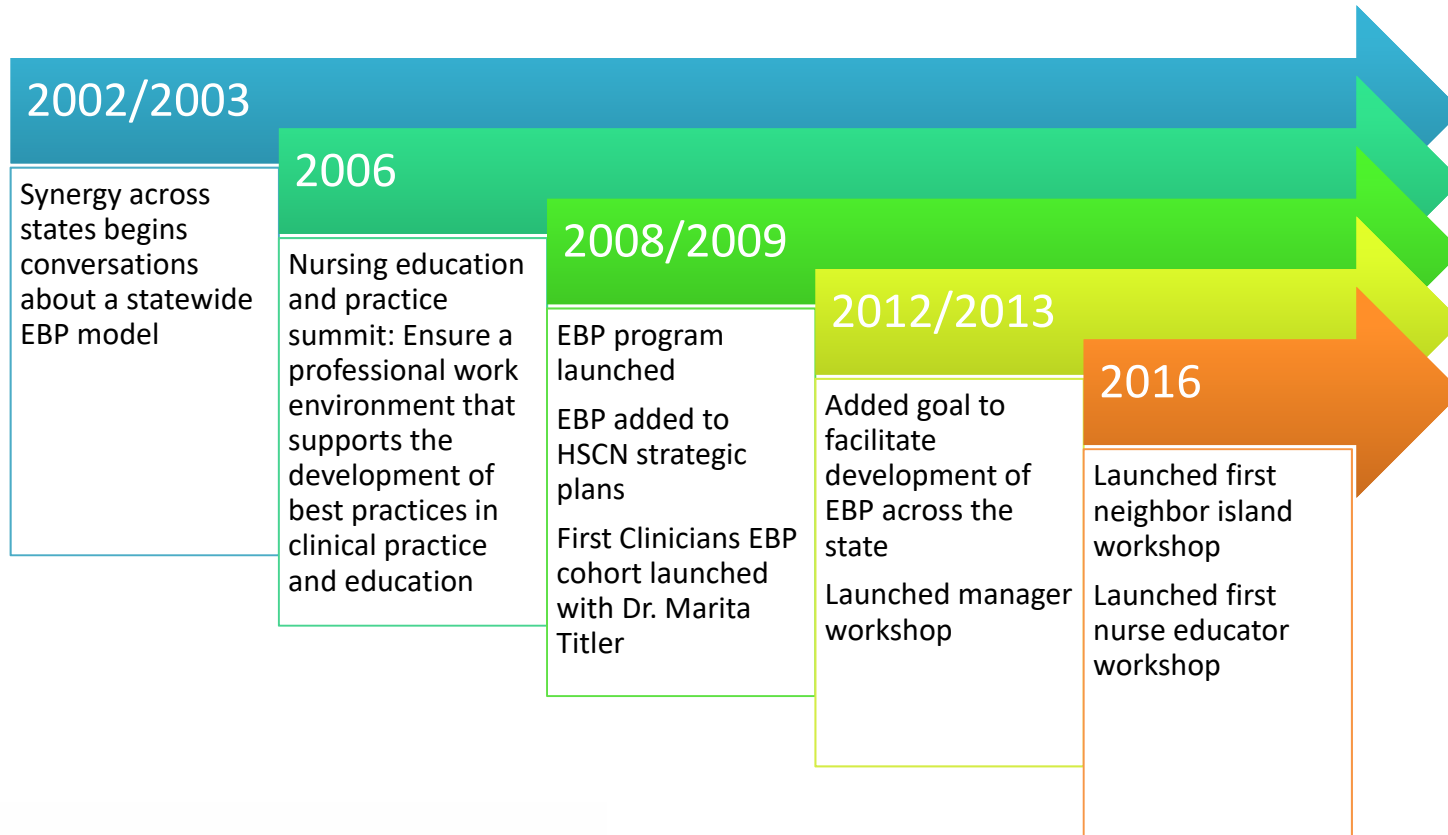 2002/2003
Synergy across
states begins
conversations
about a statewide
EBP model
2006
Nursing education
and practice
summit: Ensure a
professional work
environment that
supports the
development of
best practices in
clinical practice
and education
2008/2009
EBP program
launched
EBP added to
HSCN strategic
plans
First Clinicians EBP
cohort launched
with Dr. Marita
Titler
2012/2013
Added goal to
facilitate
development of
EBP across the
state
Launched manager
workshop
2016
Launched first
neighbor island
workshop
Launched first
nurse educator
workshop